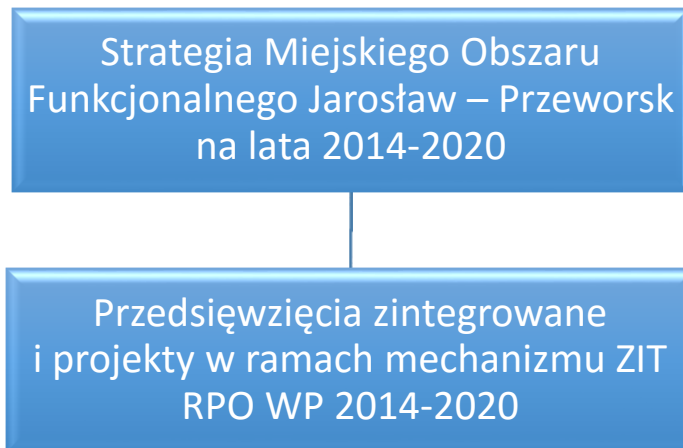 Strategia Miejskiego Obszaru
Funkcjonalnego Jarosław – Przeworsk
na lata 2014-2020
Przedsięwzięcia zintegrowane
i projekty w ramach mechanizmu ZIT
RPO WP 2014-2020